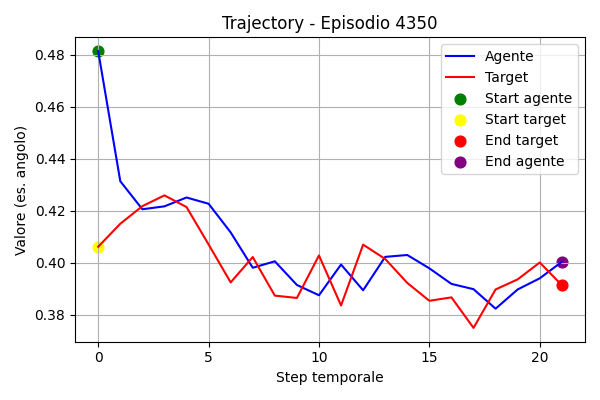 Trajectory - Episodio 4350
Agente
Target
Start agente
Start target
End target
End agente
Valore (es. angolo)
0.48
0.46
0.44
0.42
0.40
0.38
0
5
10
15
20
Step temporale